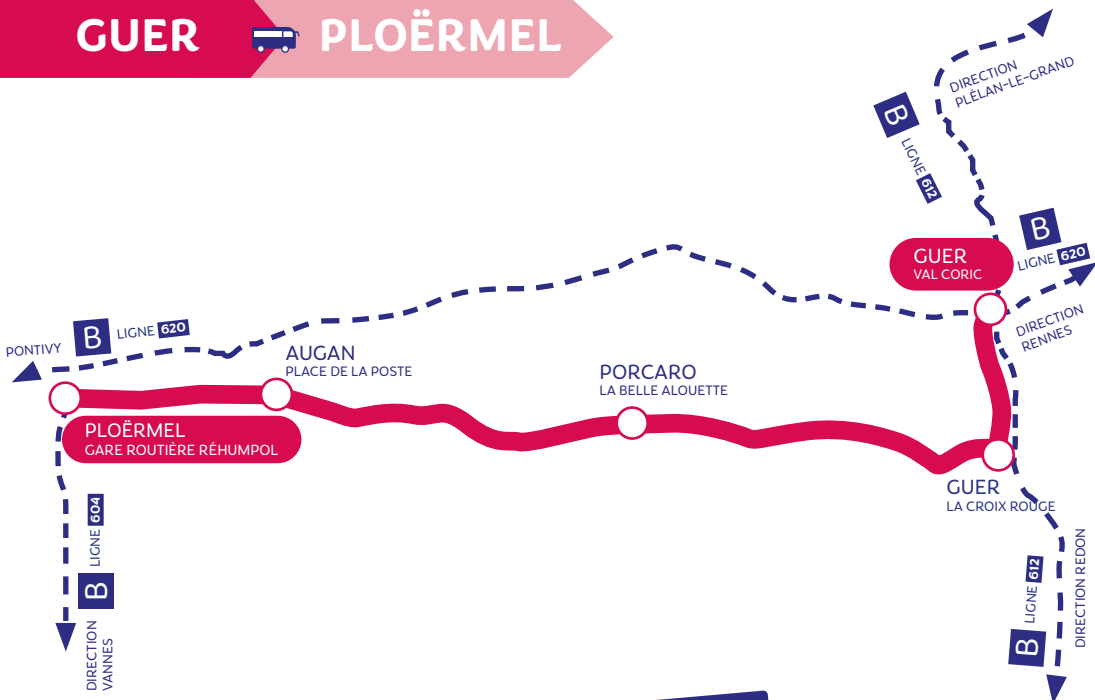 GUER PLOËRMEL
DIRECTION
PLÉLAN-LE-GRAND
B
LIGNE 612
B
LIGNE 620
GUER
VAL CORIC
DIRECTION
RENNES
PONTIVY
B
LIGNE 620
AUGAN
PLACE DE LA POSTE
PORCARO
LA BELLE ALOUETTE
PLOËRMEL
GARE ROUTIÈRE RÉHUMPOL
GUER
LA CROIX ROUGE
LIGNE 604
B
DIRECTION
VANNES
LIGNE 612
B
DIRECTION REDON